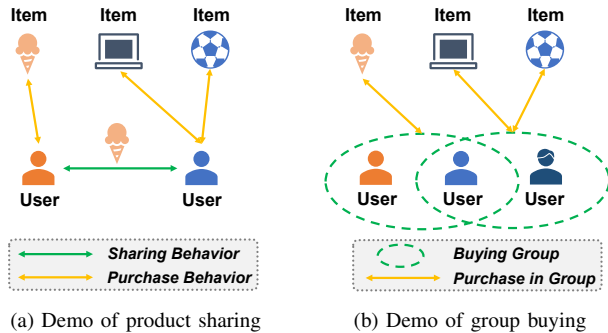 Item Item Item
User User
Sharing Behavior
Purchase Behavior
(a) Demo of product sharing
Item Item Item
User User User
Buying Group
Purchase in Group
(b) Demo of group buying